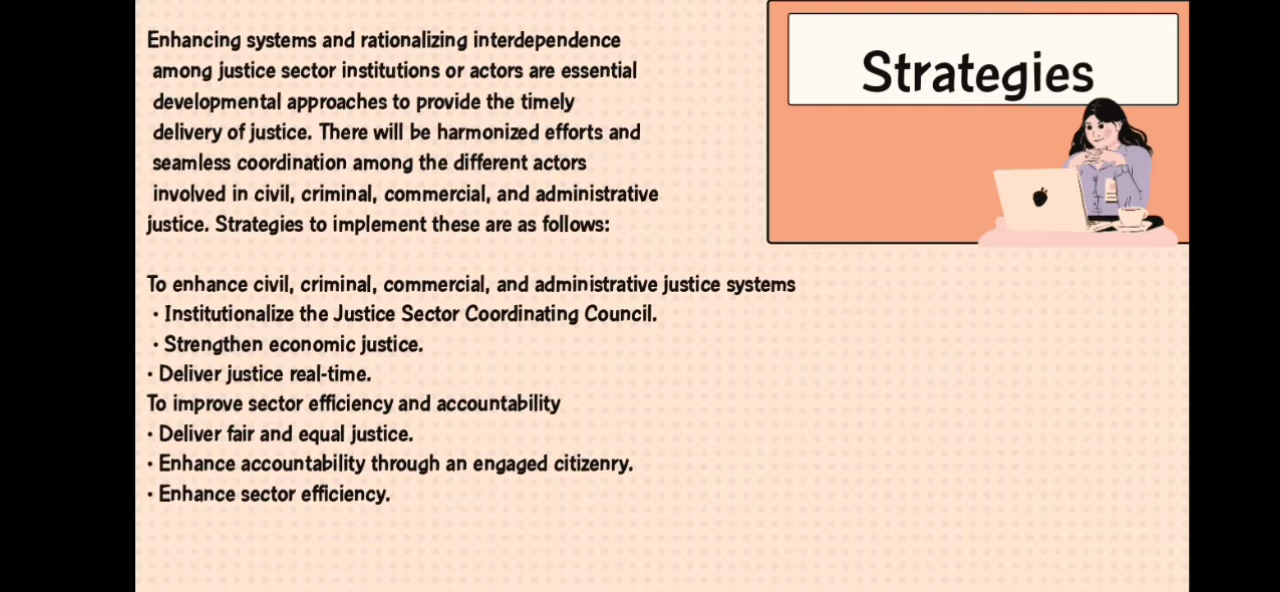 Strategies
Enhancing systems and rationalizing interdependence
among justice sector institutions or actors are essential
developmental approaches to provide the timely
delivery of justice. There will be harmonized efforts and
seamless coordination among the different actors
involved in civil, criminal, commercial, and administrative
justice. Strategies to implement these are as follows:
To enhance civil, criminal, commercial, and administrative justice systems
• Institutionalize the Justice Sector Coordinating Council.
• Strengthen economic justice.
• Deliver justice real-time.
To improve sector efficiency and accountability
• Deliver fair and equal justice.
• Enhance accountability through an engaged citizenry.
• Enhance sector efficiency.